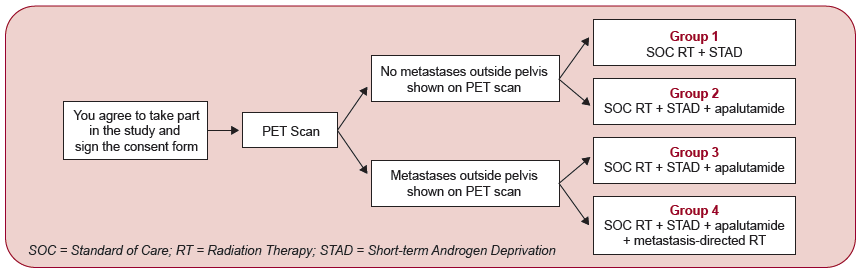 You agree to take part
in the study and
sign the consent form
PET Scan
No metastases outside pelvis
shown on PET scan
Metastases outside pelvis
shown on PET scan
Group 1
SOC RT + STAD
Group 2
SOC RT + STAD + apalutamide
Group 3
SOC RT + STAD + apalutamide
Group 4
SOC RT + STAD + apalutamide
+ metastasis-directed RT
SOC = Standard of Care; RT = Radiation Therapy; STAD = Short-term Androgen Deprivation